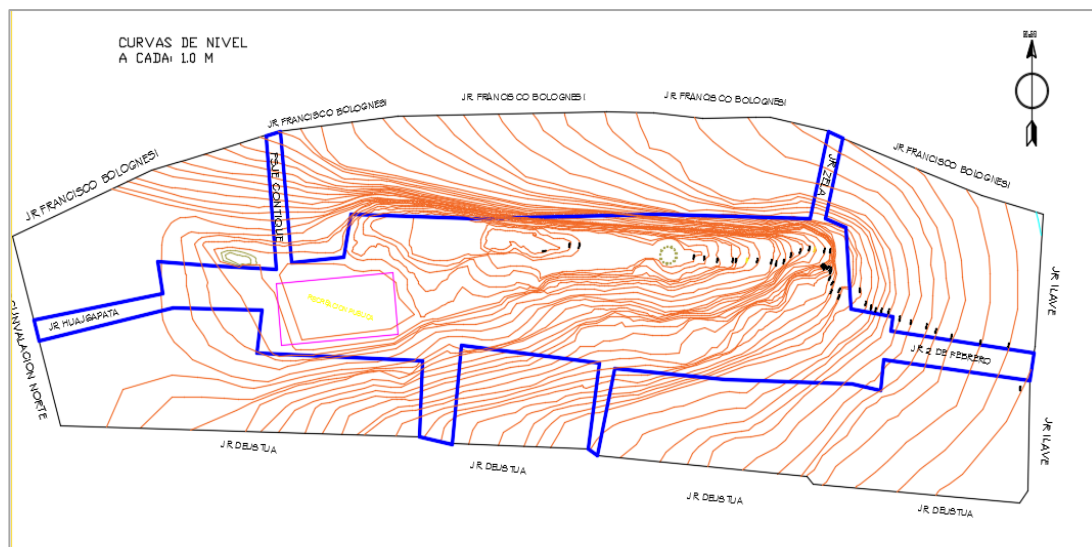 CURVAS DE NIVEL
A CADA: 1.0 M
JR FRANCISCO BOLOGNESI
JR FRANCISCO BOLOGNESI
JR FRANCISCO BOLOGNESI
JR FRANCISCO BOLOGNESI
JR FRANCISCO BOLOGNESI
PSJE CONTIQUE
JR ZELA
JR ILAVE
JR HUAJSAPATA
CUNVALACION NORTE
JR 2 DE FEBRERO
JR ILAVE
JR DEUSTUA
JR DEUSTUA
JR DEUSTUA
JR DEUSTUA